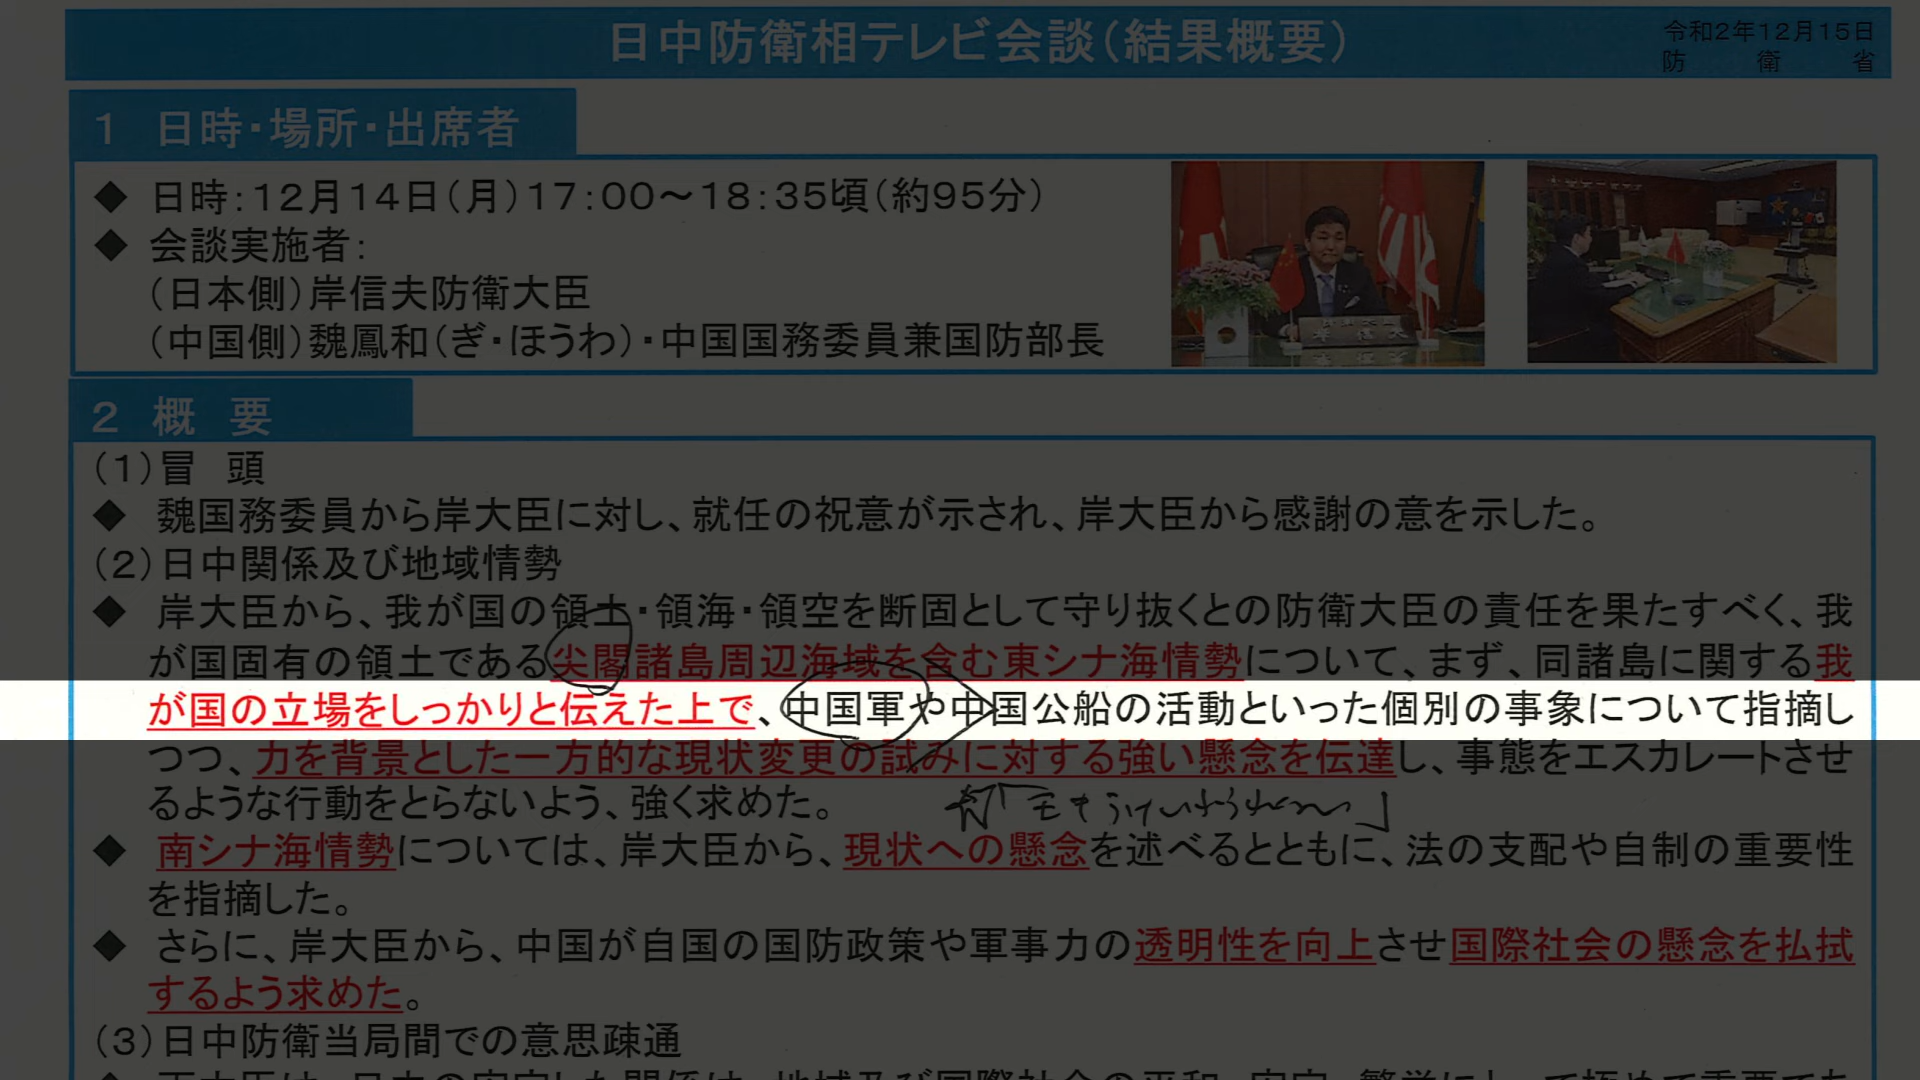 日中防衛相テレビ会談（結果概要）
令和2年12月15日
防　衛　省
1　日時・場所・出席者
◆ 日時：12月14日（月）17：00～18：35頃（約95分）
◆ 会談実施者：
（日本側）岸信夫防衛大臣
（中国側）魏鳳和（ぎ・ほうわ）・中国国務委員兼国防部長
2　概　要
（1）冒　頭
◆ 魏国務委員から岸大臣に対し、就任の祝意が示され、岸大臣から感謝の意を示した。
（2）日中関係及び地域情勢
◆ 岸大臣から、我が国の領土・領海・領空を断固として守り抜くとの防衛大臣の責任を果たすべく、我
が国固有の領土である尖閣諸島周辺海域を含む東シナ海情勢について、まず、同諸島に関する我
が国の立場をしっかりと伝えた上で、中国軍や中国公船の活動といった個別の事象について指摘し
つつ、力を背景とした一方的な現状変更の試みに対する強い懸念を伝達し、事態をエスカレートさせ
るような行動をとらないよう、強く求めた。
◆ 南シナ海情勢については、岸大臣から、現状への懸念を述べるとともに、法の支配や自制の重要性
を指摘した。
◆ さらに、岸大臣から、中国が自国の国防政策や軍事力の透明性を向上させ国際社会の懸念を払拭
するよう求めた。
（3）日中防衛当局間での意思疎通